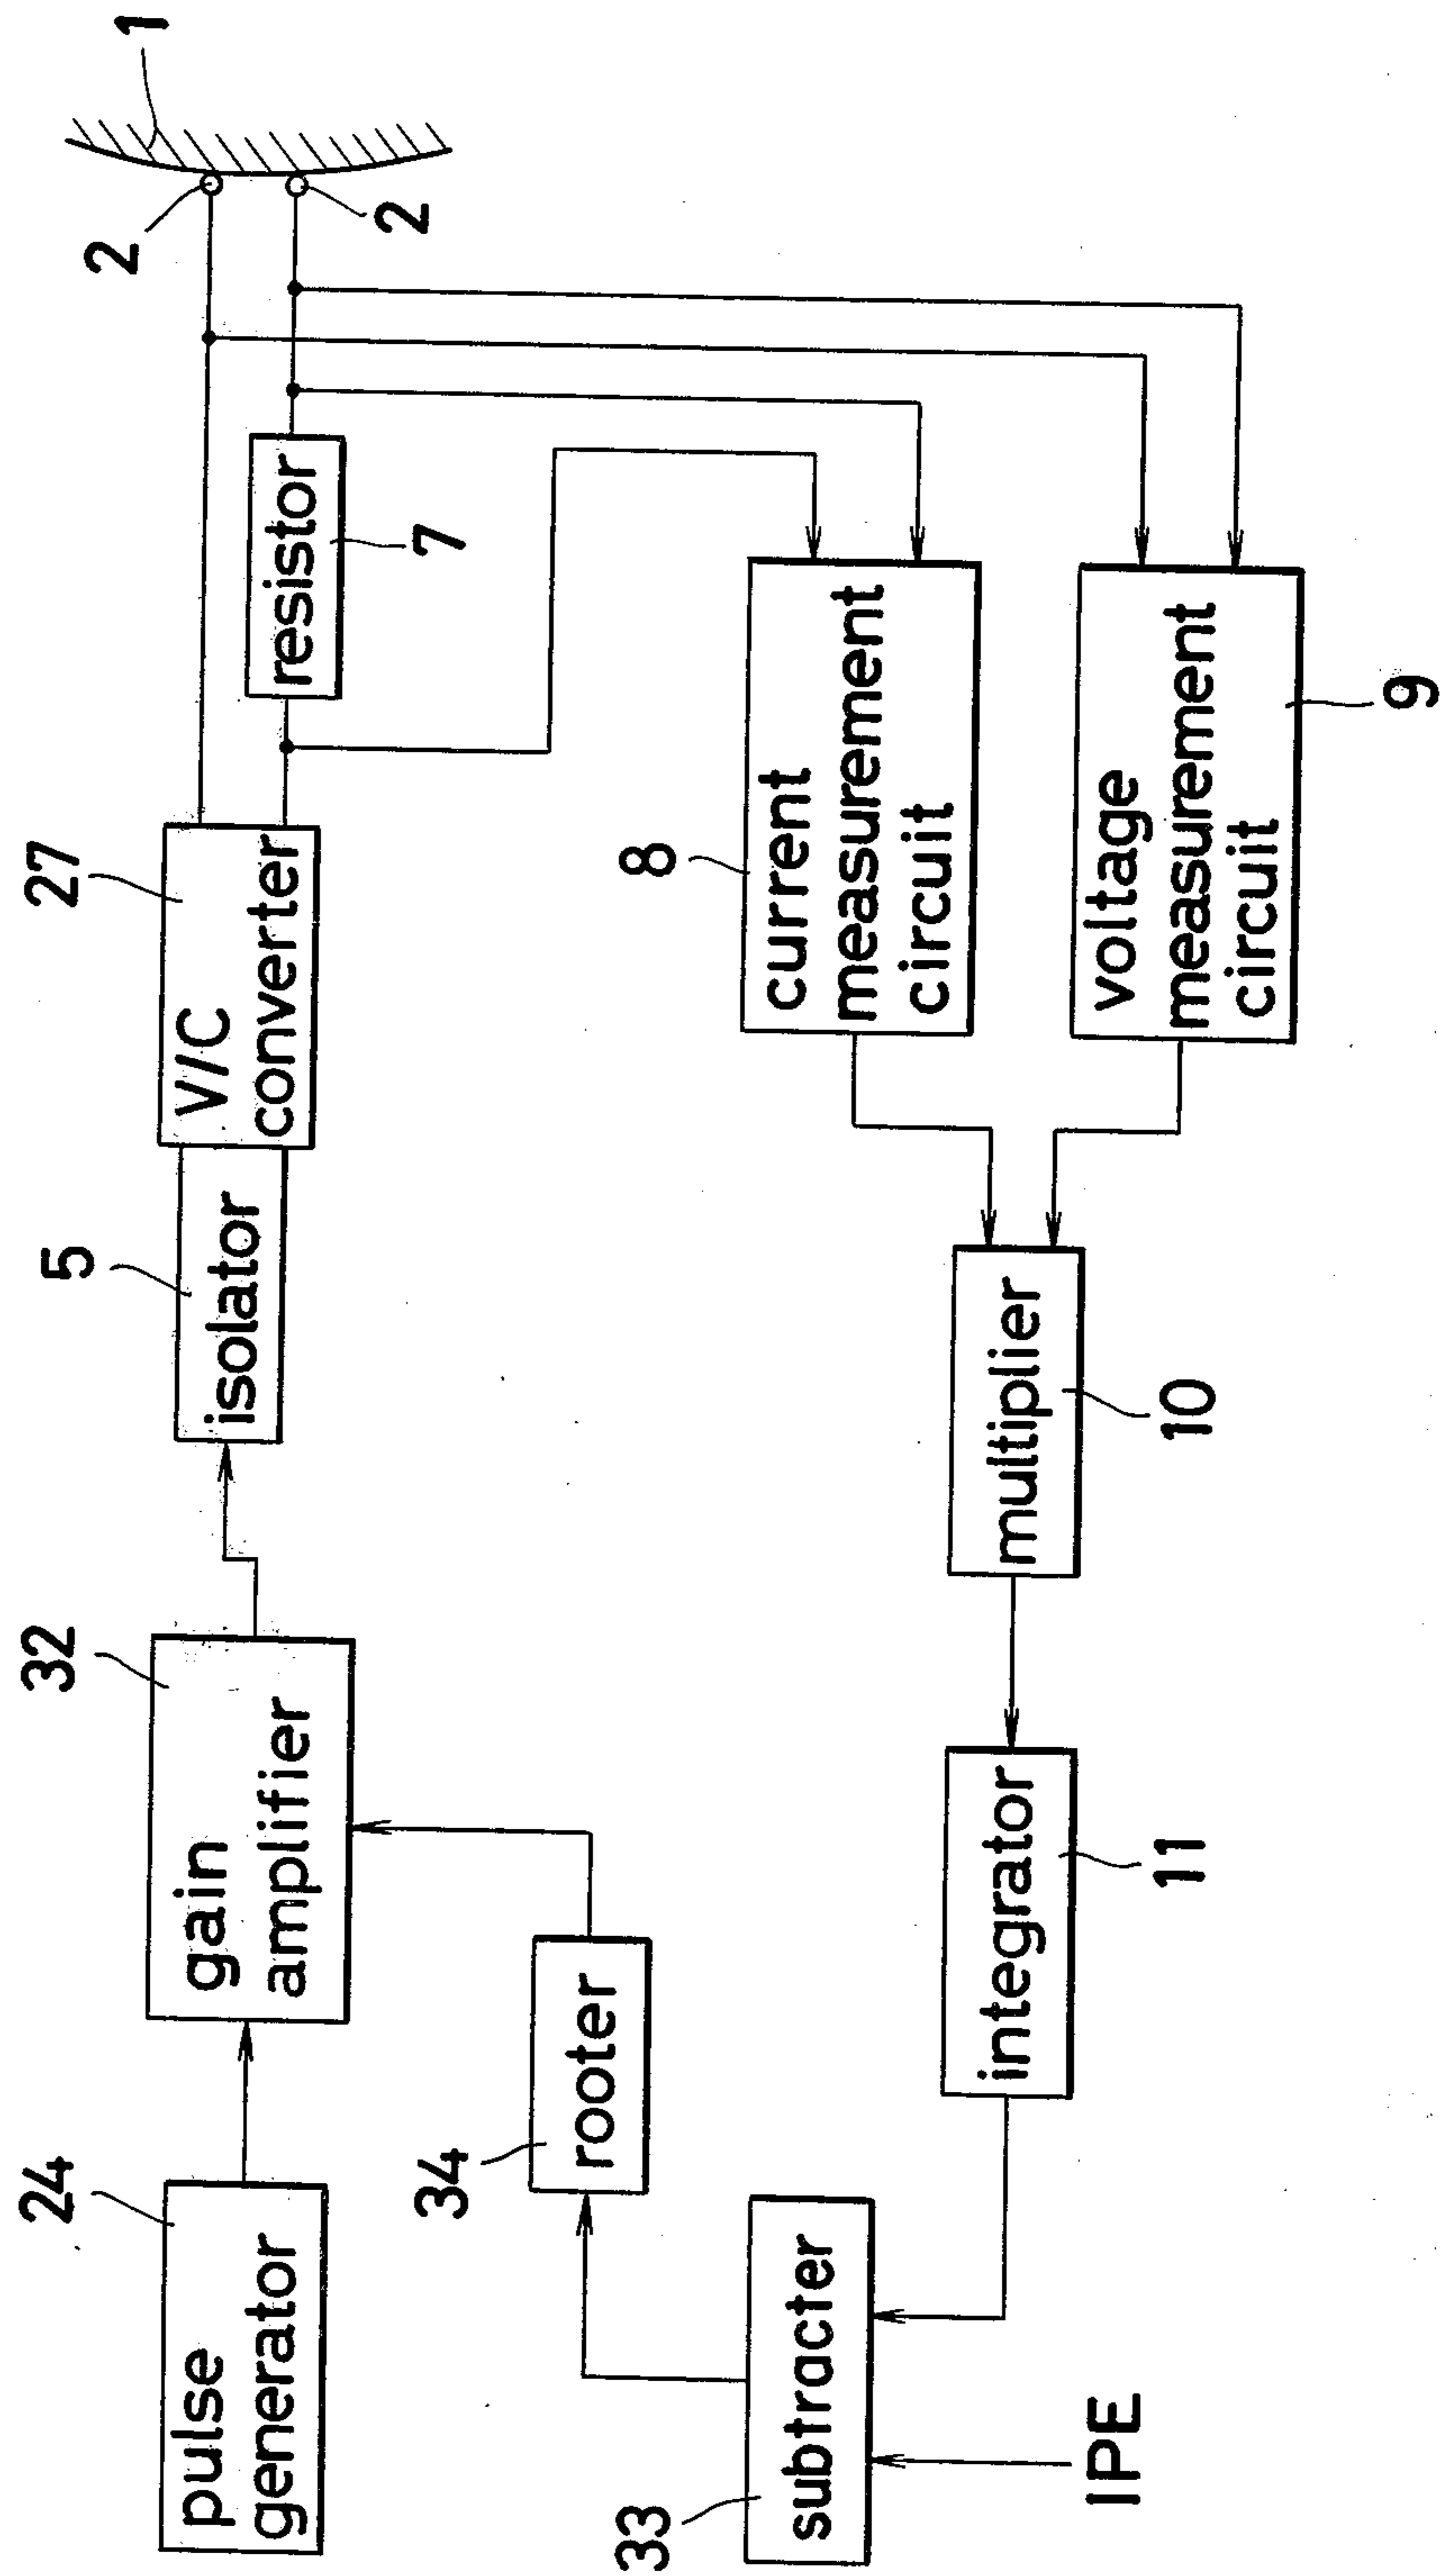 24
pulse
generator
32
gain
amplifier
5
isolator
27
V/C
converter
resistor
7
2
2
1
34
rooter
8
current
measurement
circuit
33
subtracter
IPE
integrator
11
multiplier
10
voltage
measurement
circuit
9